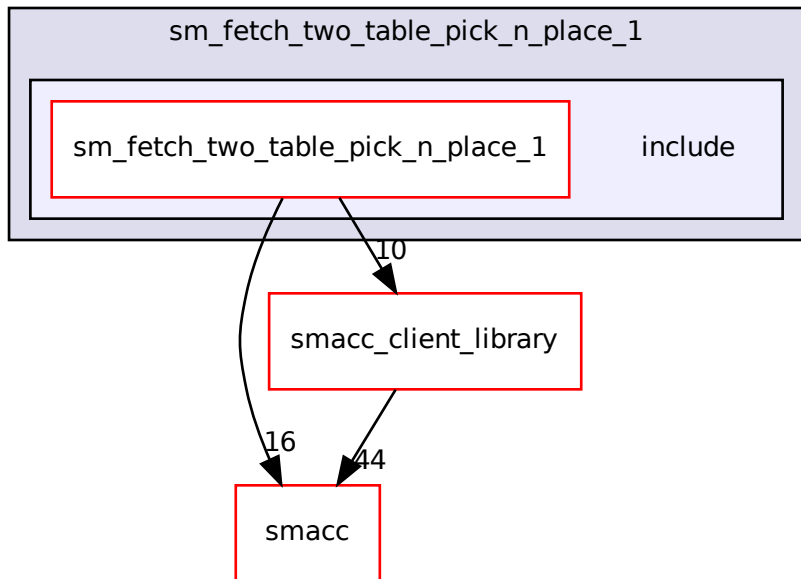 sm_fetch_two_table_pick_n_place_1
sm_fetch_two_table_pick_n_place_1
include
10
smacc_client_library
16
44
smacc